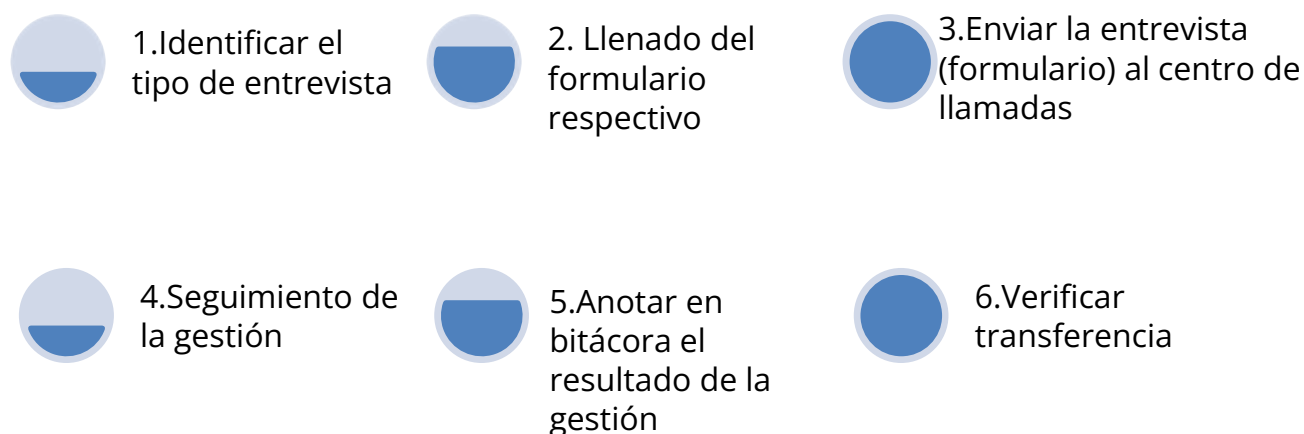 1.Identificar el
tipo de entrevista
2. Llenado del
formulario
respectivo
3.Enviar la entrevista
(formulario) al centro de
llamadas
4.Seguimiento de
la gestión
5.Anotar en
bitácora el
resultado de la
gestión
6.Verificar
transferencia